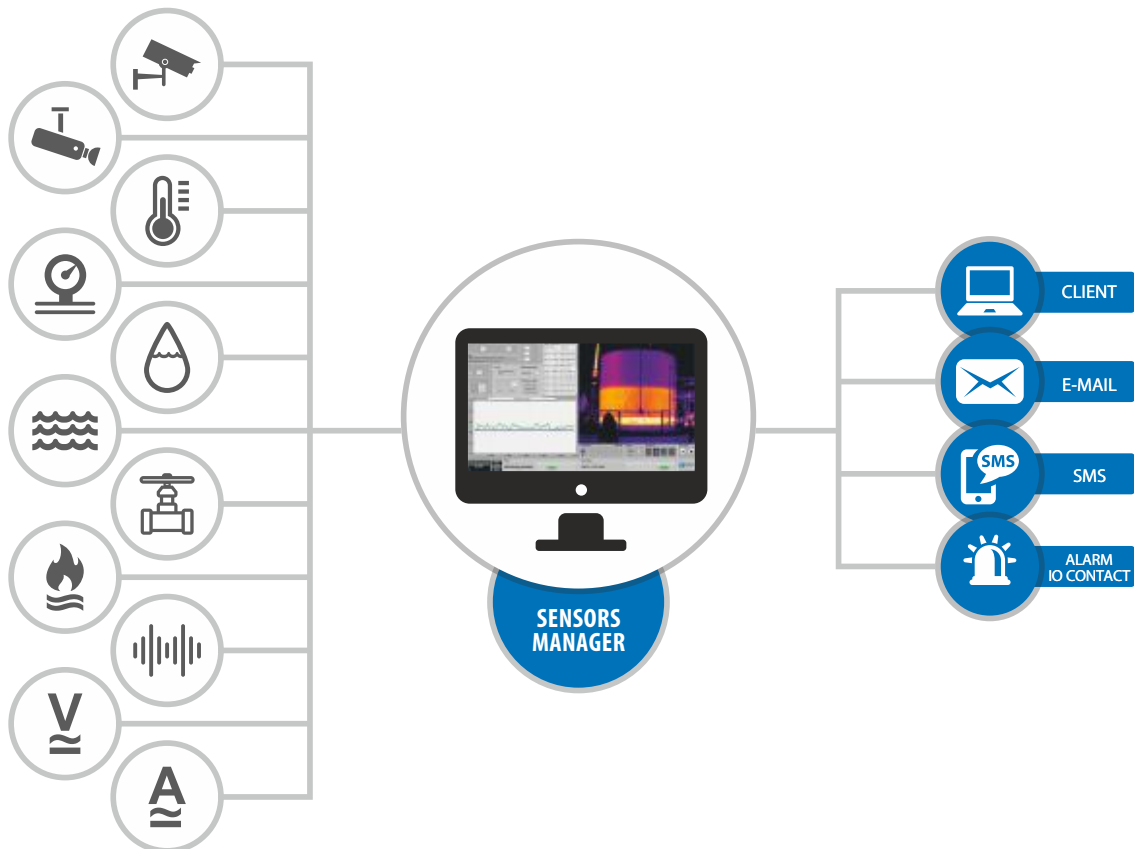 V
A
SENSORS
MANAGER
CLIENT
E-MAIL
SMS
SMS
ALARM
IO CONTACT